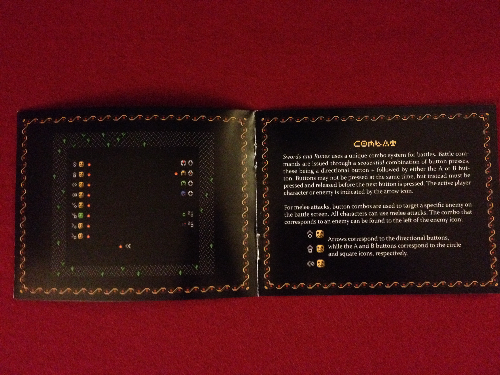 COMBAT
Swords and Runes uses a unique combo system for battles. Battle com-
mands are issued through a sequential combination of button presses,
these being a directional button – followed by either the A or B but-
ton. Buttons may not be pressed at the same time, but instead must be
pressed and released before the next button is pressed. The active player
character or enemy is indicated by the arrow icon.
For melee attacks, button combos are used to target a specific enemy on
the battle screen. All characters can use melee attacks. The combo that
corresponds to an enemy can be found to the left of the enemy icon.
Arrows correspond to the directional buttons,
while the A and B buttons correspond to the circle
and square icons, respectively.